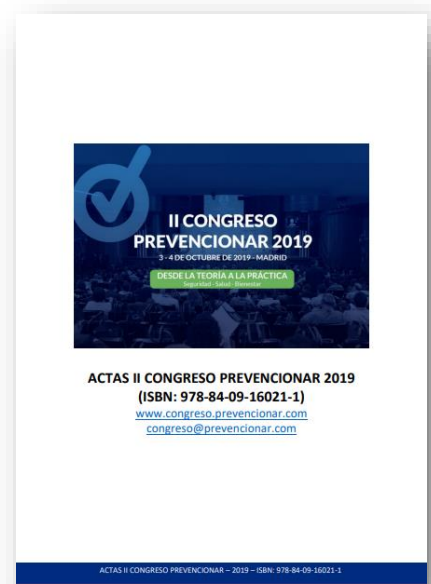 II CONGRESO
PREVENCIONAR 2019
3 - 4 DE OCTUBRE DE 2019 - MADRID
DESDE LA TEORÍA A LA PRÁCTICA
Seguridad - Salud - Bienestar
ACTAS II CONGRESO PREVENCIONAR 2019
(ISBN: 978-84-09-16021-1)
www.congreso.prevencionar.com
congreso@prevencionar.com
ACTAS II CONGRESO PREVENCIONAR – 2019 – ISBN: 978-84-09-16021-1